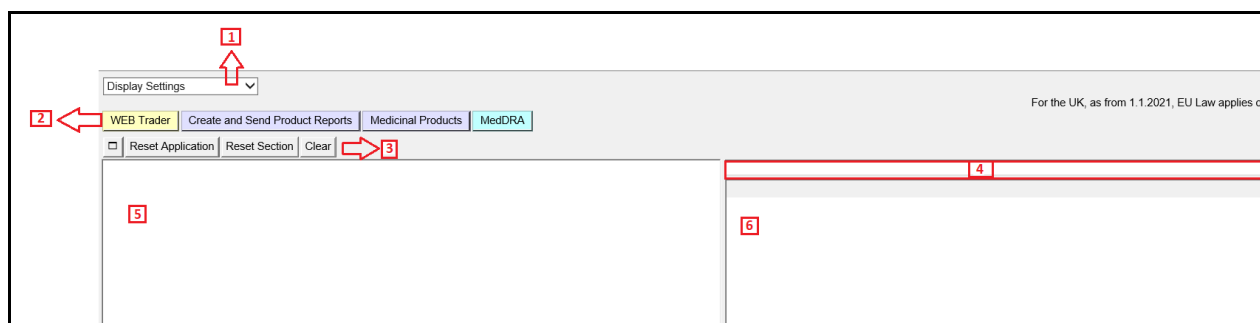 1
Display Settings
For the UK, as from 1.1.2021, EU Law applies
2
WEB Trader Create and Send Product Reports Medicinal Products MedDRA
Reset Application Reset Section Clear 3
4
5
6